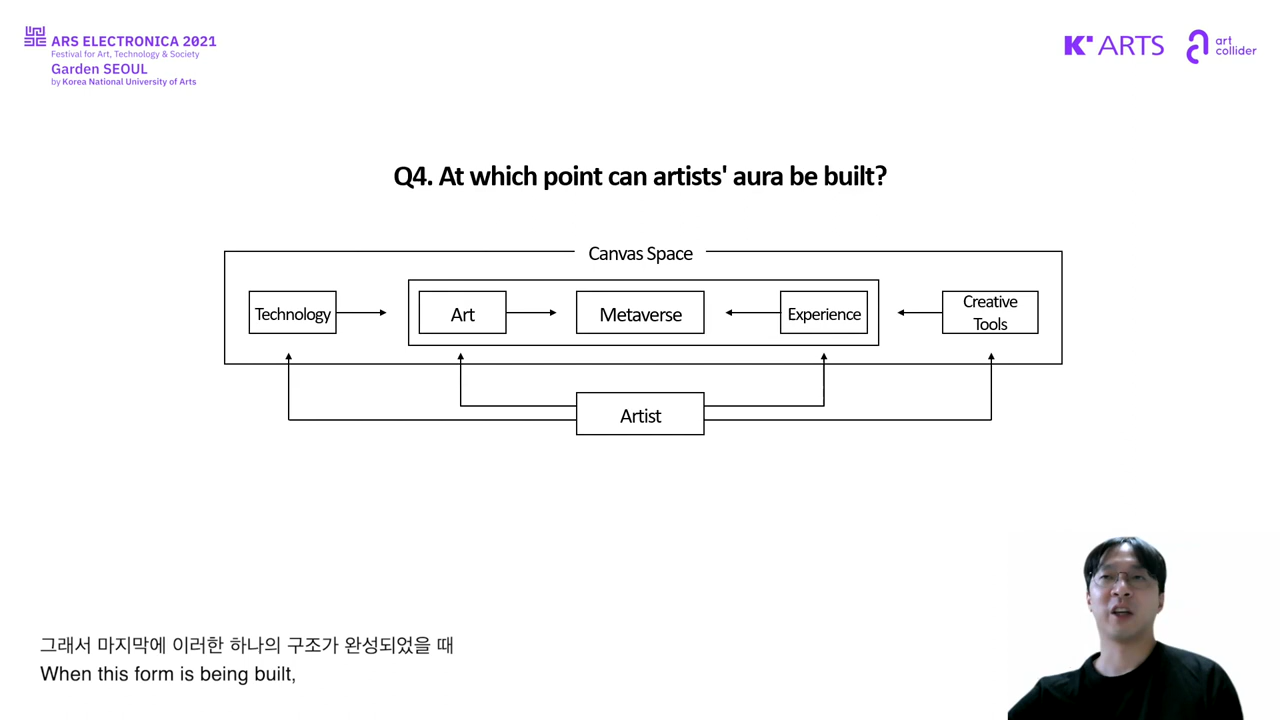 ARS ELECTRONICA 2021
Festival for Art, Technology & Society
Garden SEOUL
by Korea National University of Arts
K' ARTS
art
collider
Q4. At which point can artists' aura be built?
Canvas Space
Technology
Art
Metaverse
Experience
Creative
Tools
Artist
그래서 마지막에 이러한 하나의 구조가 완성되었을 때
When this form is being built,